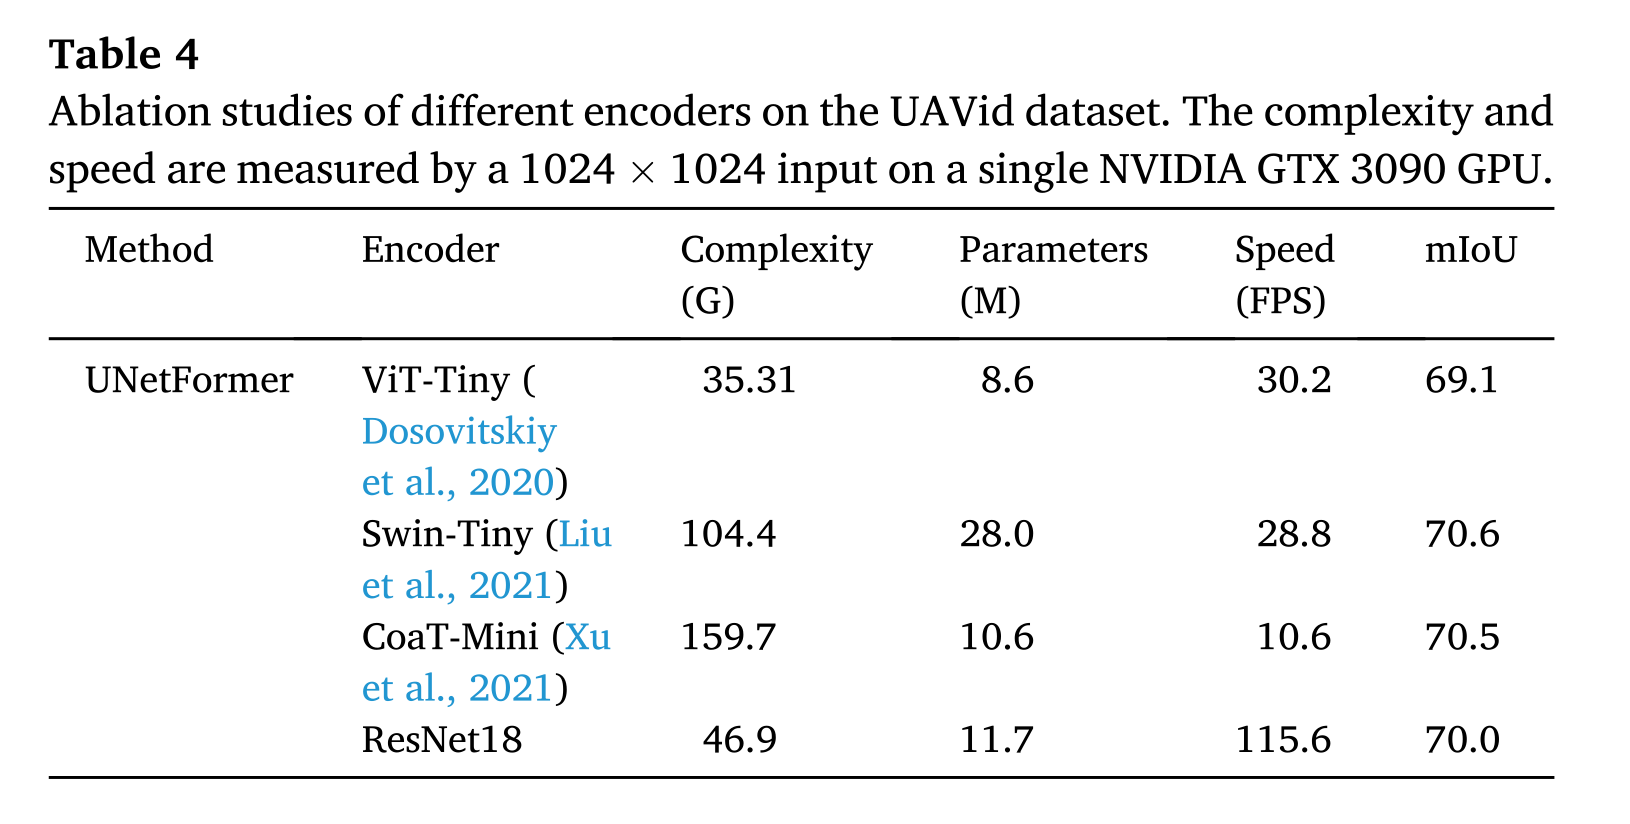 Table 4
Ablation studies of different encoders on the UAVid dataset. The complexity and
speed are measured by a 1024 × 1024 input on a single NVIDIA GTX 3090 GPU.
Method Encoder Complexity (G) Parameters (M) Speed (FPS) mIoU
UNetFormer ViT-Tiny ( 35.31 8.6 30.2 69.1
Dosovitskiy
et al., 2020)
Swin-Tiny (Liu 104.4 28.0 28.8 70.6
et al., 2021)
CoaT-Mini (Xu 159.7 10.6 10.6 70.5
et al., 2021)
ResNet18 46.9 11.7 115.6 70.0